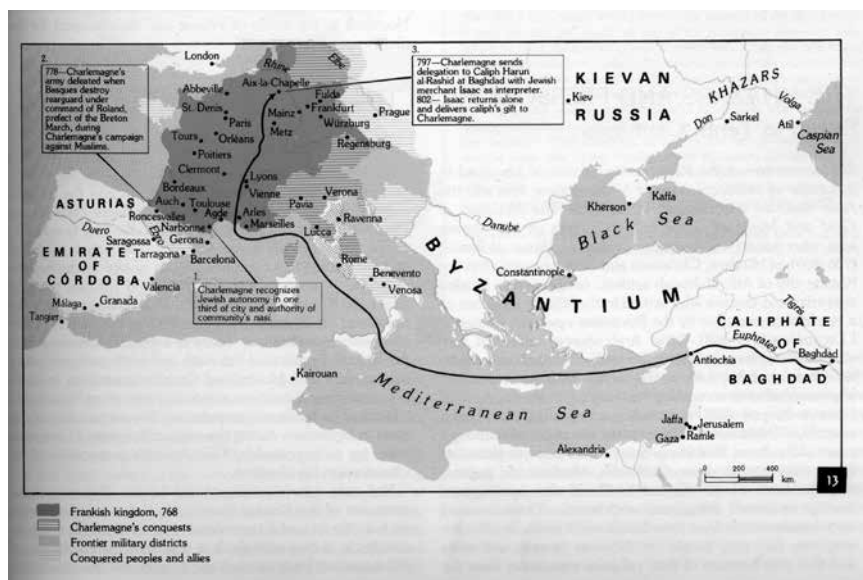 2.
778—Charlemagne's
army defeated when
Basques destroy
rearguard under
command of Roland,
prefect of the Breton
March, during
Charlemagne's campaign
against Muslims.
London
Rhine
Elbe
Aix-la-Chapelle
3.
797—Charlemagne sends
delegation to Caliph Harun
al-Rashid at Baghdad with Jewish
merchant Isaac as interpreter.
802— Isaac returns alone
and delivers caliph's gift to
Charlemagne.
KIEVAN
RUSSIA
Kiev
KHAZARS
Volga
Don
Sarkel
Atil
Caspian
Sea
Abbeville
St. Denis
Paris
Tours
Orléans
Poitiers
Clermont
Bordeaux
Fulda
Frankfurt
Mainz
Metz
Würzburg
Prague
Regensburg
Lyons
Vienne
Verona
Pavia
Auch
Toulouse
Agde
Arles
Marseilles
Lucca
Ravenna
Rome
Benevento
Venosa
ASTURIAS
Roncesvalles
Narbonne
Duero
Ebro
Saragossa
Gerona
Tarragona
Barcelona
EMIRATE
OF
CÓRDOBA
Valencia
Málaga
Granada
Tangier
1.
Charlemagne recognizes
Jewish autonomy in one
third of city and authority of
community's nasi.
Danube
Kherson
Kaffa
Black Sea
Constantinople
BYZANTIUM
Tigris
CALIPHATE
OF
BAGHDAD
Euphrates
Baghdad
Antiochia
Kairouan
Mediterranean Sea
Jaffa
Jerusalem
Gaza
Ramle
Alexandria
0 200 400
km.
13
Frankish kingdom, 768
Charlemagne's conquests
Frontier military districts
Conquered peoples and allies